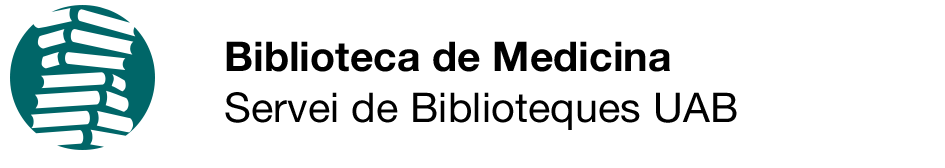 Biblioteca de Medicina
Servei de Biblioteques UAB